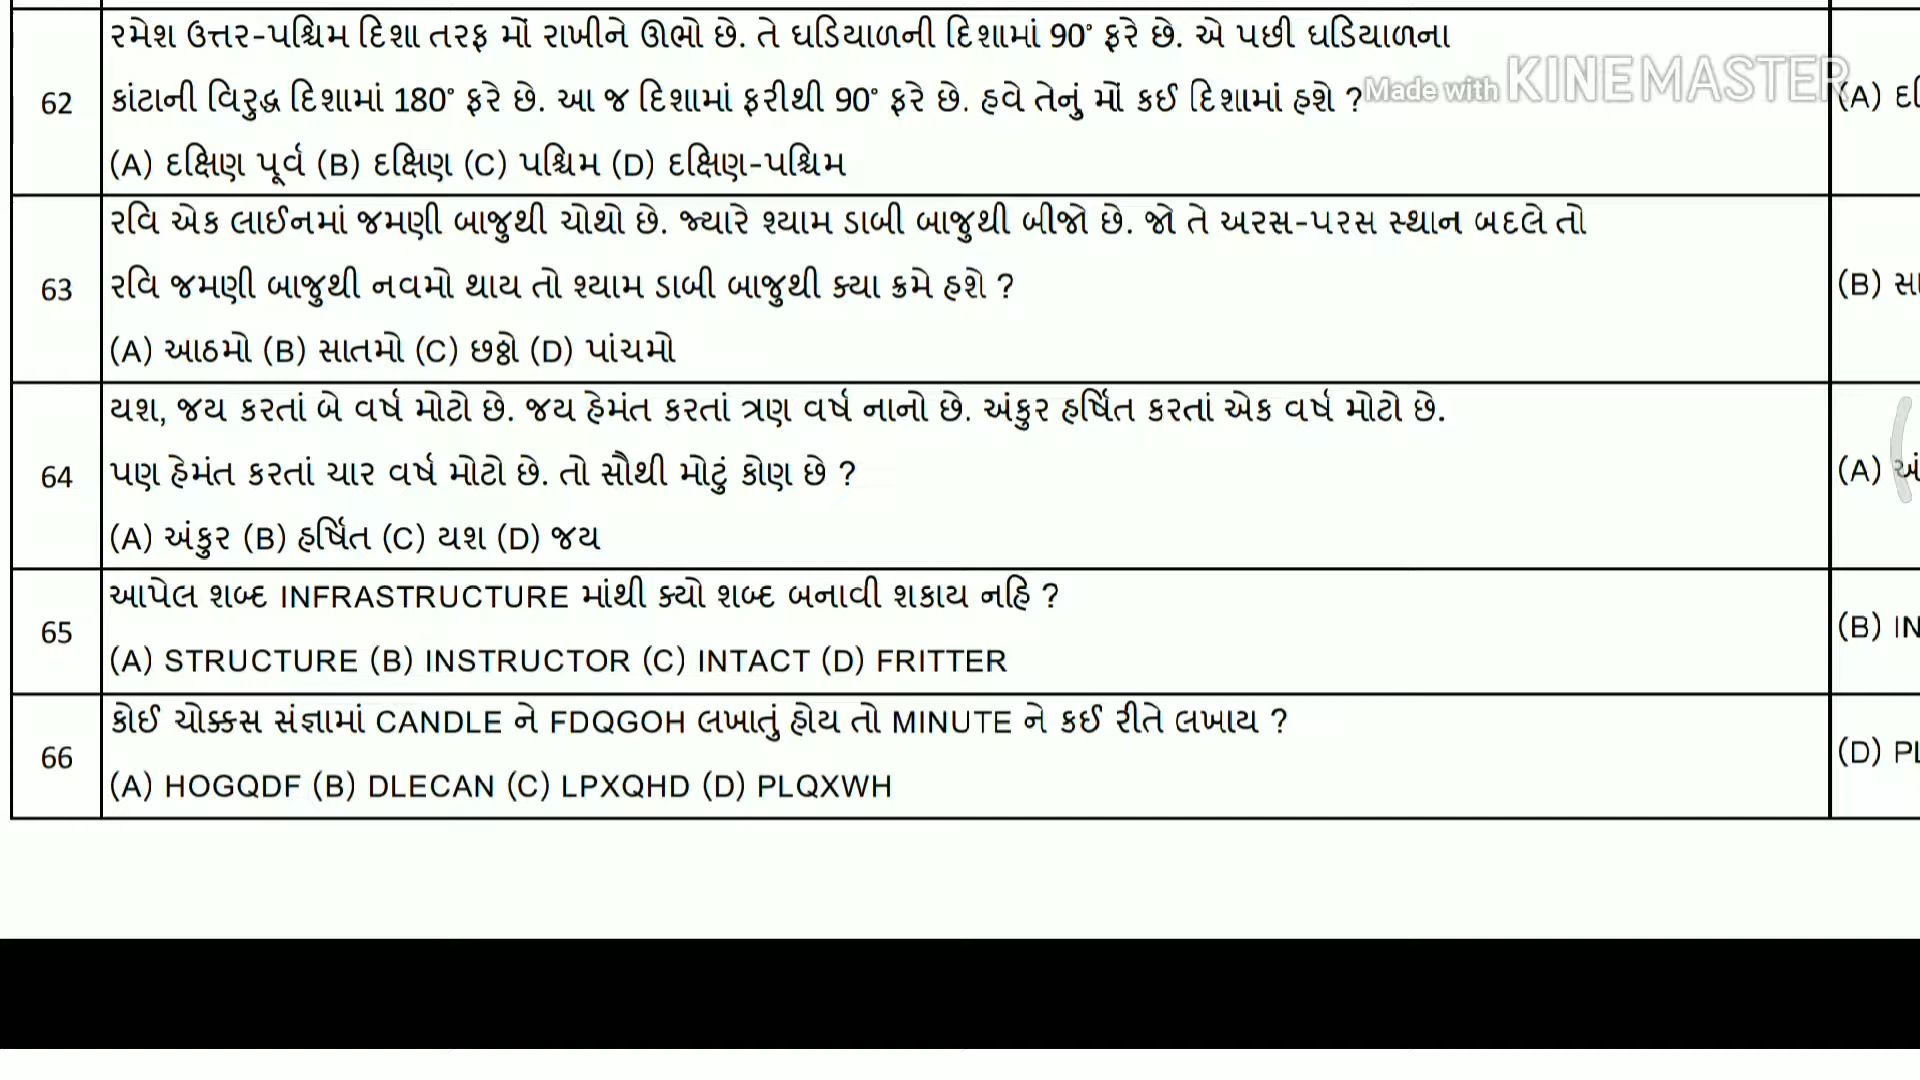 રમેશ ઉત્તર-પશ્ચિમ દિશા તરફ મોં રાખીને ઊભો છે. તે ઘડિયાળની દિશામાં 90° ફરે છે. એ પછી ઘડિયાળના
62 કાંટાની વિરુદ્ધ દિશામાં 180° ફરે છે. આ જ દિશામાં ફરીથી 90° ફરે છે. હવે તેનું મોં કઈ દિશામાં હશે ? Made with KINEMASTER (A)
(A) દક્ષિણ પૂર્વ (B) દક્ષિણ (C) પશ્ચિમ (D) દક્ષિણ-પશ્ચિમ
રવિ એક લાઈનમાં જમણી બાજુથી ચોથો છે. જ્યારે શ્યામ ડાબી બાજુથી બીજો છે. જો તે અરસ-પરસ સ્થાન બદલે તો
63 રવિ જમણી બાજુથી નવમો થાય તો શ્યામ ડાબી બાજુથી ક્યા ક્રમે હશે ? (B) સા
(A) આઠમો (B) સાતમો (C) છઠ્ઠો (D) પાંચમો
યશ, જય કરતાં બે વર્ષ મોટો છે. જય હેમંત કરતાં ત્રણ વર્ષ નાનો છે. અંકુર હર્ષિત કરતાં એક વર્ષ મોટો છે.
64 પણ હેમંત કરતાં ચાર વર્ષ મોટો છે. તો સૌથી મોટું કોણ છે ? (A) અં
(A) અંકુર (B) હર્ષિત (C) યશ (D) જય
આપેલ શબ્દ INFRASTRUCTURE માંથી ક્યો શબ્દ બનાવી શકાય નહિ ?
65 (B) IN
(A) STRUCTURE (B) INSTRUCTOR (C) INTACT (D) FRITTER
કોઈ ચોક્કસ સંજ્ઞામાં CANDLE ને FDQGOH લખાતું હોય તો MINUTE ને કઈ રીતે લખાય ?
66 (D) PL
(A) HOGQDF (B) DLECAN (C) LPXQHD (D) PLQXWH